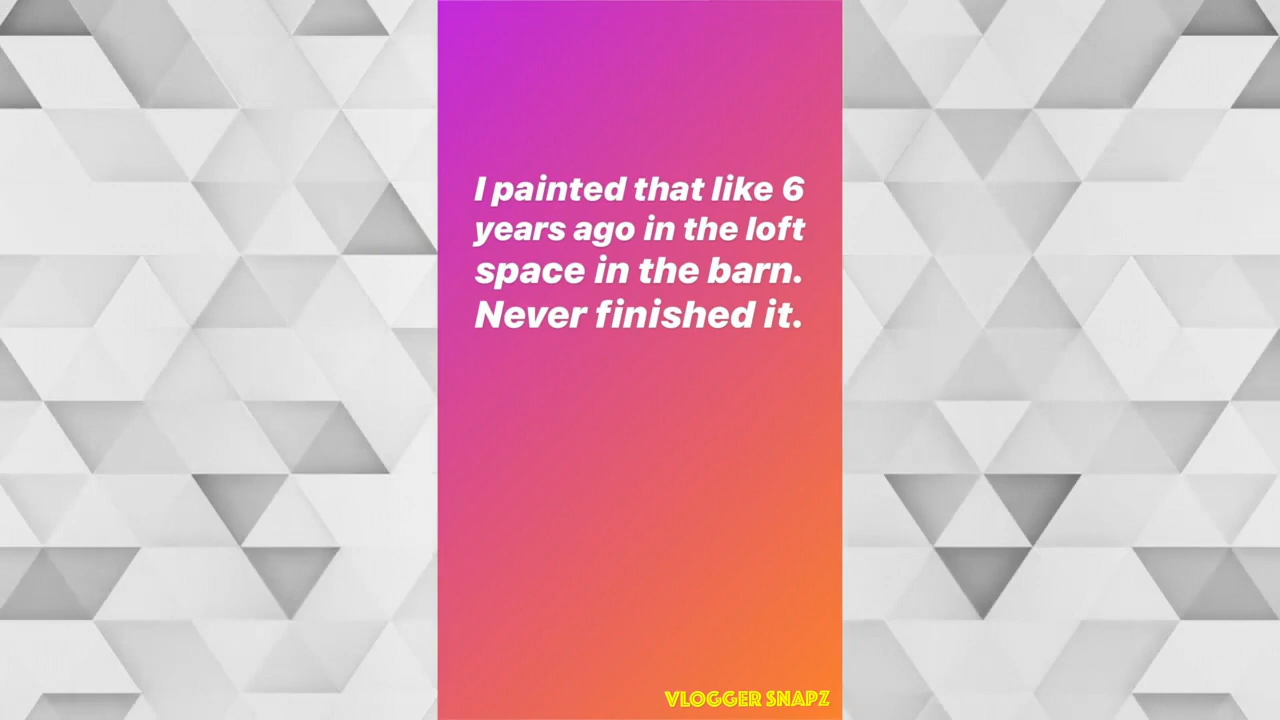 I painted that like 6
years ago in the loft
space in the barn.
Never finished it.
VLOGGER SNAPZ